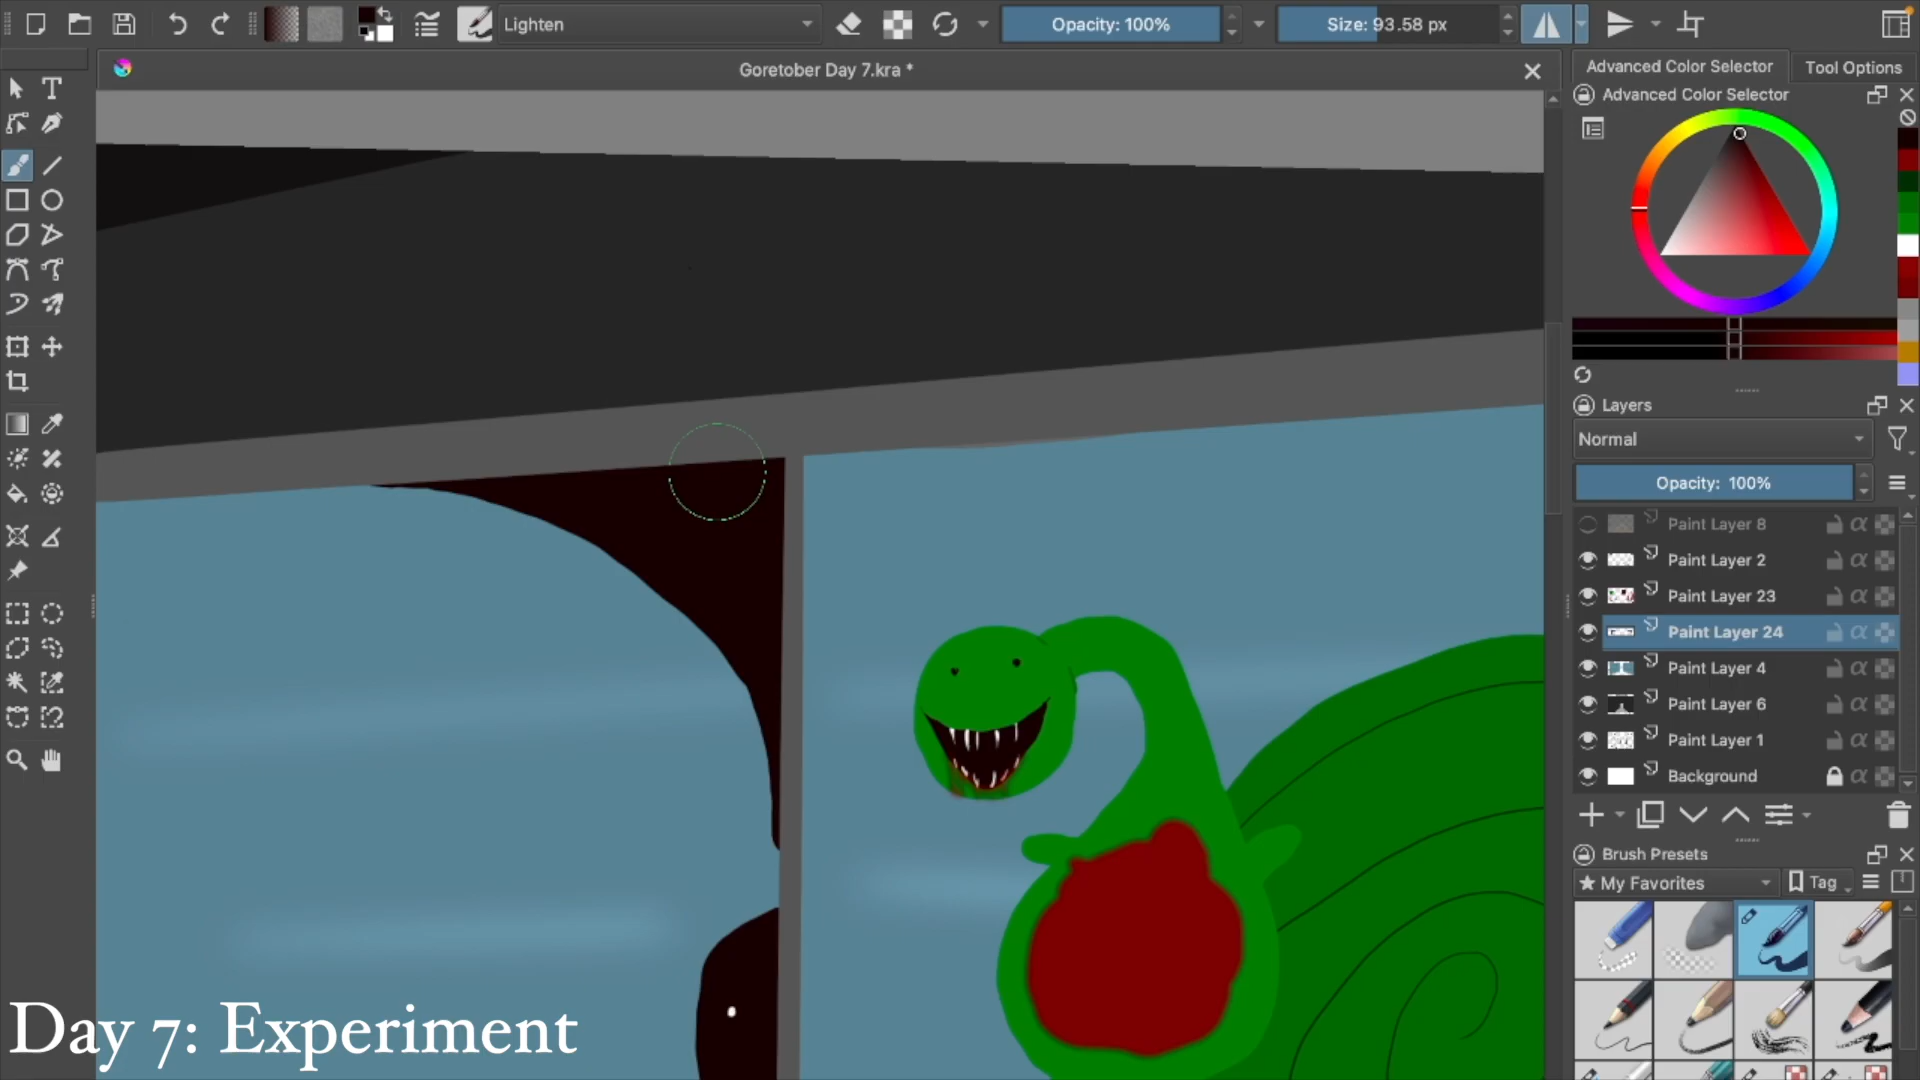 Lighten
Opacity: 100%
Size: 93.58 px
Goretober Day 7.kra *
Advanced Color Selector
Tool Options
Advanced Color Selector
Layers
Normal
Opacity: 100%
Paint Layer 8
Paint Layer 2
Paint Layer 23
Paint Layer 24
Paint Layer 4
Paint Layer 6
Paint Layer 1
Background
Brush Presets
★ My Favorites
Tag
Day 7: Experiment